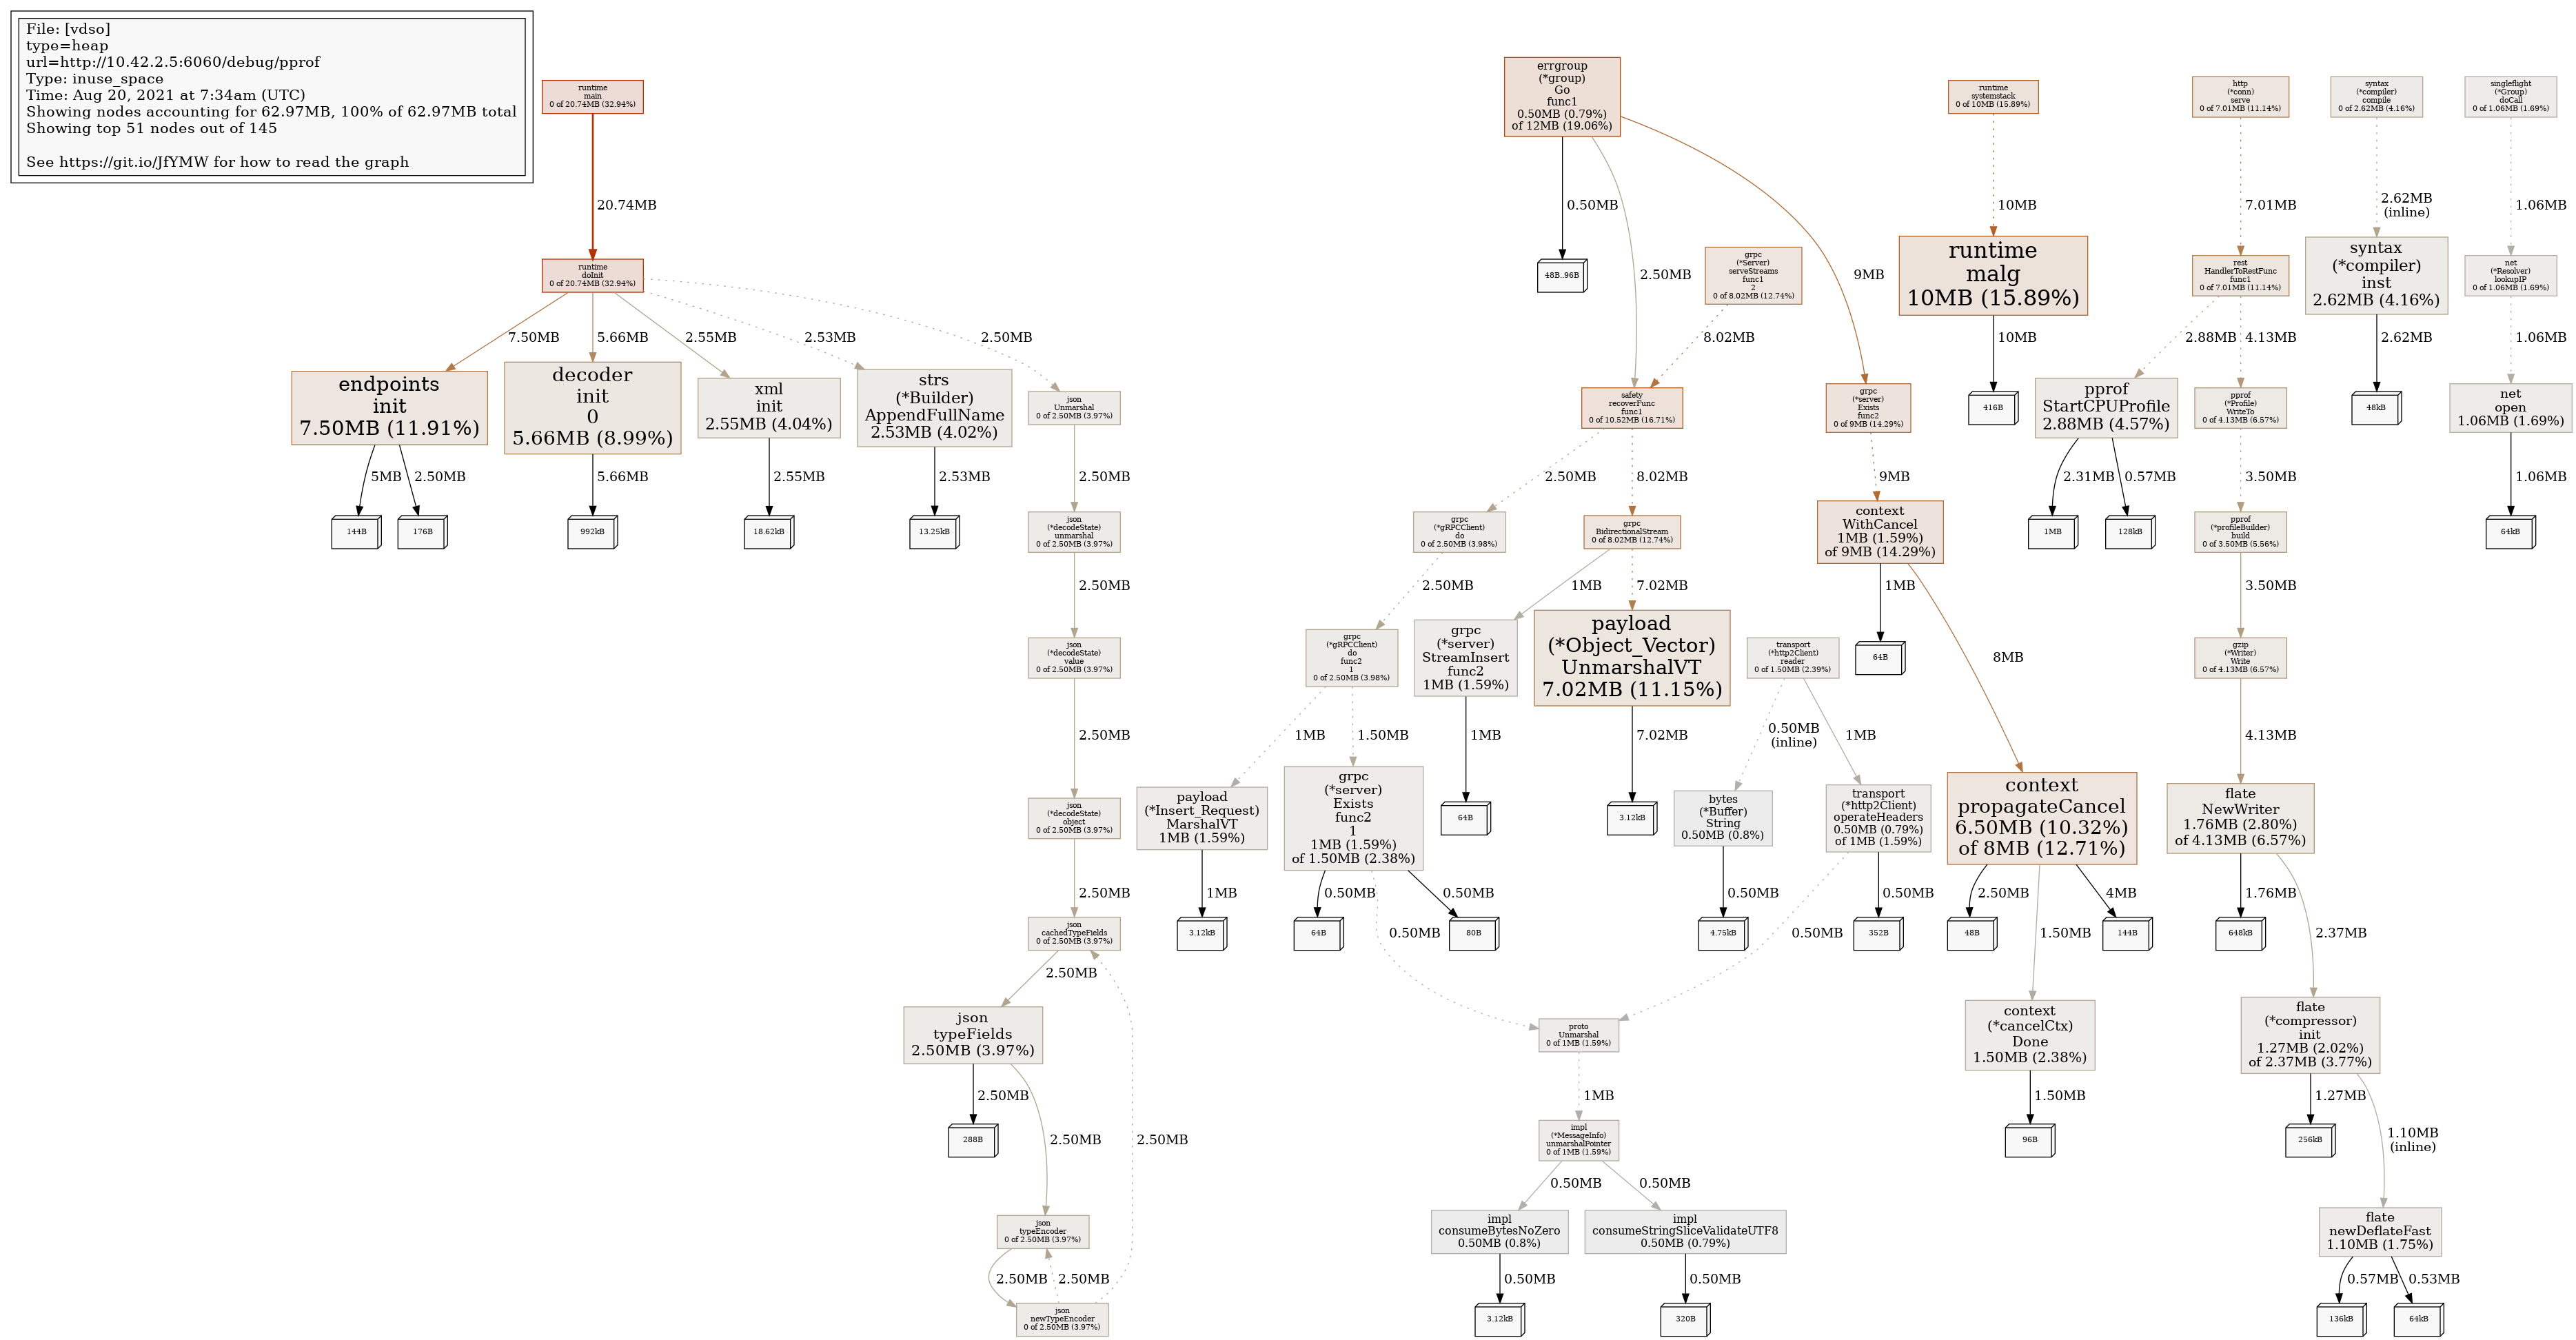 File: [vdso]
type=heap
url=http://10.42.2.5:6060/debug/pprof
Type: inuse_space
Time: Aug 20, 2021 at 7:34am (UTC)
Showing nodes accounting for 62.97MB, 100% of 62.97MB total
Showing top 51 nodes out of 145
See https://git.io/JfYMW for how to read the graph
runtime
main
0 of 20.74MB (32.94%)
20.74MB
runtime
doInit
0 of 20.74MB (32.94%)
7.50MB
5.66MB
2.55MB
2.53MB
2.50MB
endpoints
init
7.50MB (11.91%)
5MB
2.50MB
144B
176B
decoder
init
0
5.66MB (8.99%)
5.66MB
992kB
xml
init
2.55MB (4.04%)
2.55MB
18.62kB
strs
(*Builder)
AppendFullName
2.53MB (4.02%)
2.53MB
13.25kB
json
Unmarshal
0 of 2.50MB (3.97%)
2.50MB
json
(*decodeState)
unmarshal
0 of 2.50MB (3.97%)
2.50MB
json
(*decodeState)
value
0 of 2.50MB (3.97%)
2.50MB
json
(*decodeState)
object
0 of 2.50MB (3.97%)
2.50MB
json
cachedTypeFields
0 of 2.50MB (3.97%)
2.50MB
json
typeFields
2.50MB (3.97%)
2.50MB
288B
2.50MB
2.50MB
json
typeEncoder
0 of 2.50MB (3.97%)
2.50MB
2.50MB
json
newTypeEncoder
0 of 2.50MB (3.97%)
errgroup
(*group)
Go
func1
0.50MB (0.79%)
of 12MB (19.06%)
0.50MB
48B..96B
2.50MB
9MB
grpc
(*Server)
serveStreams
func1
2
0 of 8.02MB (12.74%)
8.02MB
safety
recoverFunc
func1
0 of 10.52MB (16.71%)
2.50MB
8.02MB
grpc
(*gRPCClient)
do
0 of 2.50MB (3.98%)
2.50MB
grpc
(*gRPCClient)
do
func2
1
0 of 2.50MB (3.98%)
1MB
1.50MB
payload
(*Insert_Request)
MarshalVT
1MB (1.59%)
1MB
3.12kB
grpc
(*server)
Exists
func2
1
1MB (1.59%)
of 1.50MB (2.38%)
0.50MB
0.50MB
0.50MB
64B
80B
grpc
BidirectionalStream
0 of 8.02MB (12.74%)
1MB
7.02MB
grpc
(*server)
StreamInsert
func2
1MB (1.59%)
1MB
64B
payload
(*Object_Vector)
UnmarshalVT
7.02MB (11.15%)
7.02MB
3.12kB
transport
(*http2Client)
reader
0 of 1.50MB (2.39%)
0.50MB
(inline)
1MB
bytes
(*Buffer)
String
0.50MB (0.8%)
0.50MB
4.75kB
transport
(*http2Client)
operateHeaders
0.50MB (0.79%)
of 1MB (1.59%)
0.50MB
0.50MB
352B
proto
Unmarshal
0 of 1MB (1.59%)
1MB
impl
(*MessageInfo)
unmarshalPointer
0 of 1MB (1.59%)
0.50MB
0.50MB
impl
consumeBytesNoZero
0.50MB (0.8%)
0.50MB
3.12kB
impl
consumeStringSliceValidateUTF8
0.50MB (0.79%)
0.50MB
320B
grpc
(*server)
Exists
func2
0 of 9MB (14.29%)
9MB
context
WithCancel
1MB (1.59%)
of 9MB (14.29%)
1MB
64B
8MB
context
propagateCancel
6.50MB (10.32%)
of 8MB (12.71%)
2.50MB
1.50MB
4MB
48B
144B
context
(*cancelCtx)
Done
1.50MB (2.38%)
1.50MB
96B
runtime
systemstack
0 of 10MB (15.89%)
10MB
runtime
malg
10MB (15.89%)
10MB
416B
http
(*conn)
serve
0 of 7.01MB (11.14%)
7.01MB
rest
HandlerToRestFunc
func1
0 of 7.01MB (11.14%)
2.88MB
4.13MB
pprof
StartCPUProfile
2.88MB (4.57%)
2.31MB
0.57MB
1MB
128kB
pprof
(*Profile)
WriteTo
0 of 4.13MB (6.57%)
3.50MB
pprof
(*profileBuilder)
build
0 of 3.50MB (5.56%)
3.50MB
gzip
(*Writer)
Write
0 of 4.13MB (6.57%)
4.13MB
flate
NewWriter
1.76MB (2.80%)
of 4.13MB (6.57%)
1.76MB
648kB
2.37MB
flate
(*compressor)
init
1.27MB (2.02%)
of 2.37MB (3.77%)
1.27MB
256kB
1.10MB
(inline)
flate
newDeflateFast
1.10MB (1.75%)
0.57MB
0.53MB
136kB
64kB
syntax
(*compiler)
compile
0 of 2.62MB (4.16%)
2.62MB
(inline)
syntax
(*compiler)
inst
2.62MB (4.16%)
2.62MB
48kB
singleflight
(*Group)
doCall
0 of 1.06MB (1.69%)
1.06MB
net
(*Resolver)
lookupIP
0 of 1.06MB (1.69%)
1.06MB
net
open
1.06MB (1.69%)
1.06MB
64kB